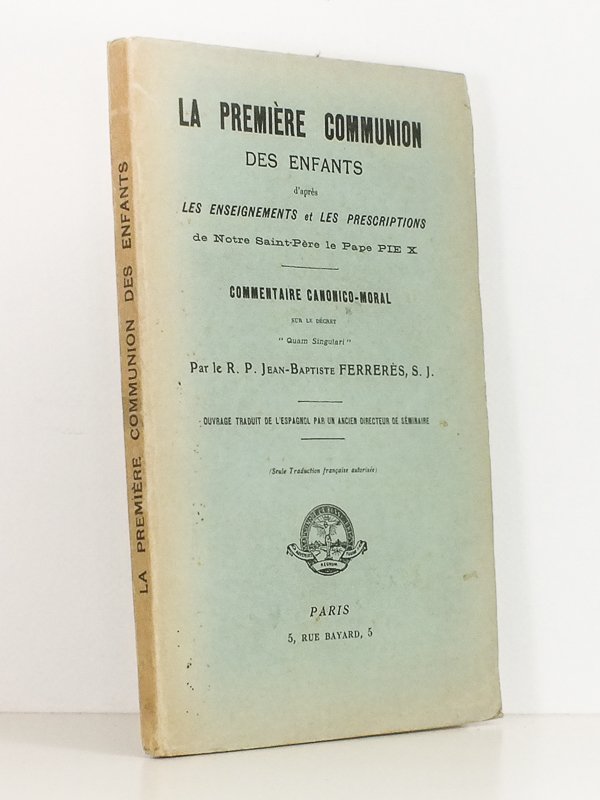 LA PREMIÈRE COMMUNION
DES ENFANTS
d'après
LES ENSEIGNEMENTS et LES PRESCRIPTIONS
de Notre Saint-Père le Pape PIE X
COMMENTAIRE CANONICO-MORAL
SUR LE DÉCRET
" Quam Singulari "
Par le R. P. JEAN-BAPTISTE FERRERÈS, S. J.
OUVRAGE TRADUIT DE L'ESPAGNOL PAR UN ANCIEN DIRECTEUR DE SÉMINAIRE
(Seule Traduction française autorisée)
REGNUM
PARIS
5, RUE BAYARD, 5
LA PREMIÈRE COMMUNION DES ENFANTS